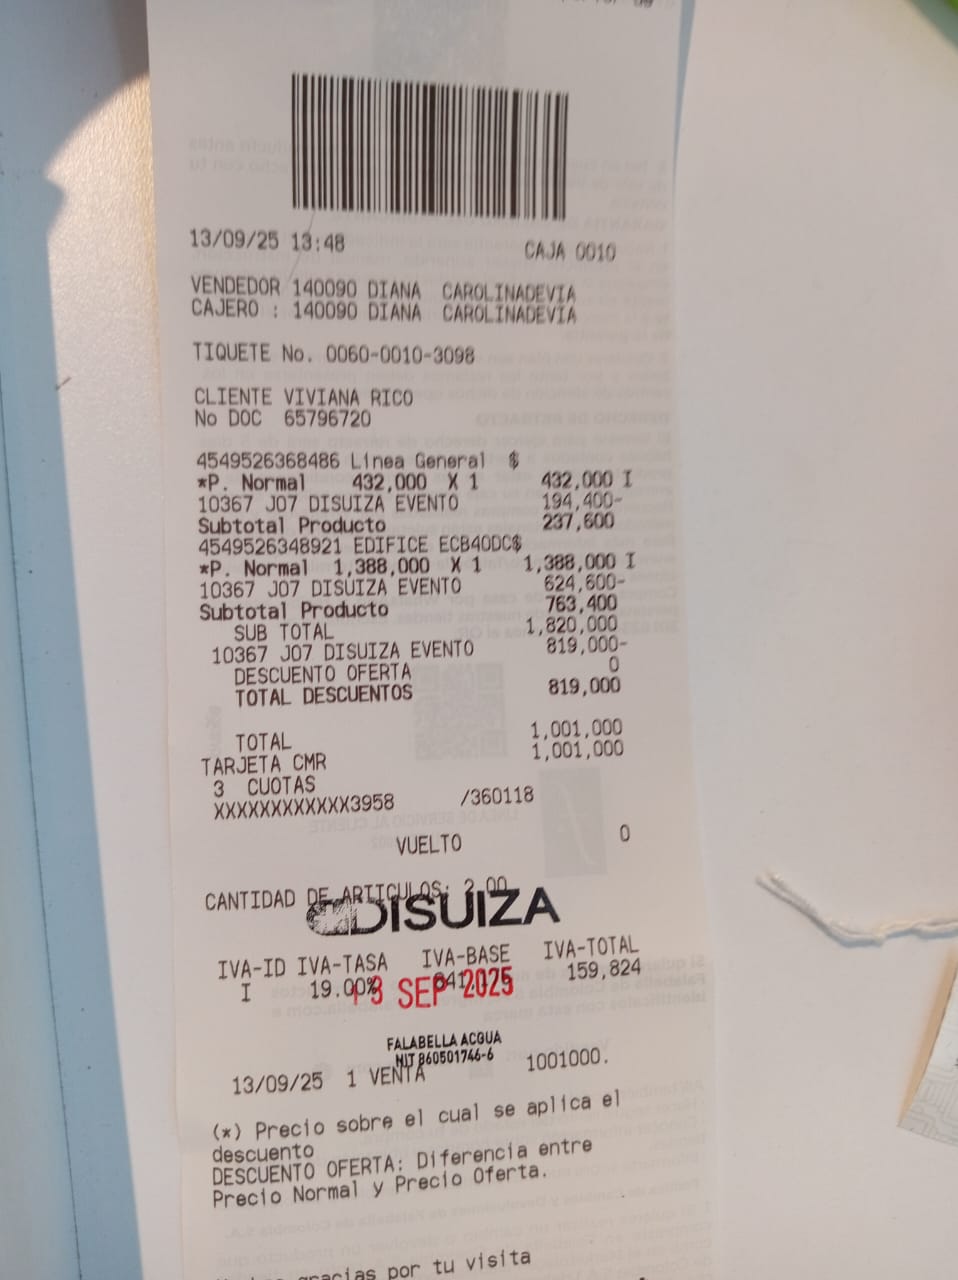 13/09/25 13:48 CAJA 0010
VENDEDOR 140090 DIANA CAROLINADEVIA
CAJERO : 140090 DIANA CAROLINADEVIA
TIQUETE No. 0060-0010-3098
CLIENTE VIVIANA RICO
No DOC 65796720
4549526368486 Linea General $
*P. Normal 432,000 X 1 432,000 I
10367 J07 DISUIZA EVENTO 194,400-
Subtotal Producto 237,600
4549526348921 EDIFICE ECB40DC$
*P. Normal 1,388,000 X 1 1,388,000 I
10367 J07 DISUIZA EVENTO 624,600-
Subtotal Producto 763,400
SUB TOTAL 1,820,000
10367 J07 DISUIZA EVENTO 819,000-
DESCUENTO OFERTA 0
TOTAL DESCUENTOS 819,000
TOTAL 1,001,000
TARJETA CMR 1,001,000
3 CUOTAS
XXXXXXXXXXXX3958 /360118
VUELTO 0
CANTIDAD DE ARTICULOS: 2.00
DISUIZA
IVA-ID IVA-TASA IVA-BASE IVA-TOTAL
I 19.00% 159,824
SEP 2025
FALABELLA ACQUA
NIT 860501746-6
13/09/25 1 VENTA 1001000.
(*) Precio sobre el cual se aplica el
descuento
DESCUENTO OFERTA: Diferencia entre
Precio Normal y Precio Oferta.
gracias por tu visita